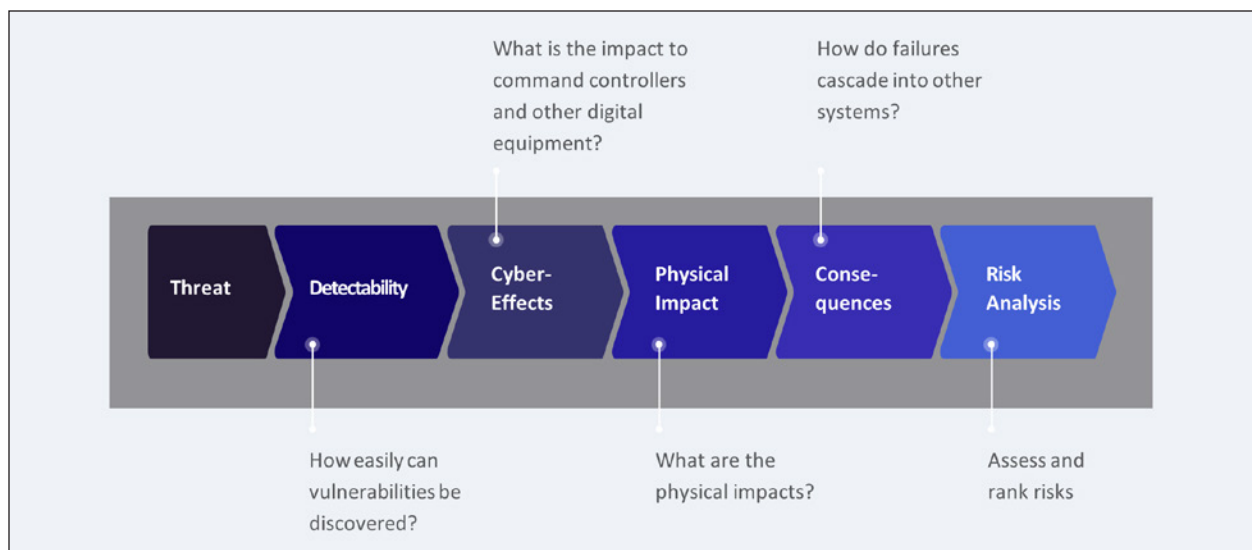 What is the impact to
command controllers
and other digital
equipment?
How do failures
cascade into other
systems?
Threat
Detectability
Cyber-
Effects
Physical
Impact
Conse-
quences
Risk
Analysis
How easily can
vulnerabilities be
discovered?
What are the
physical impacts?
Assess and
rank risks